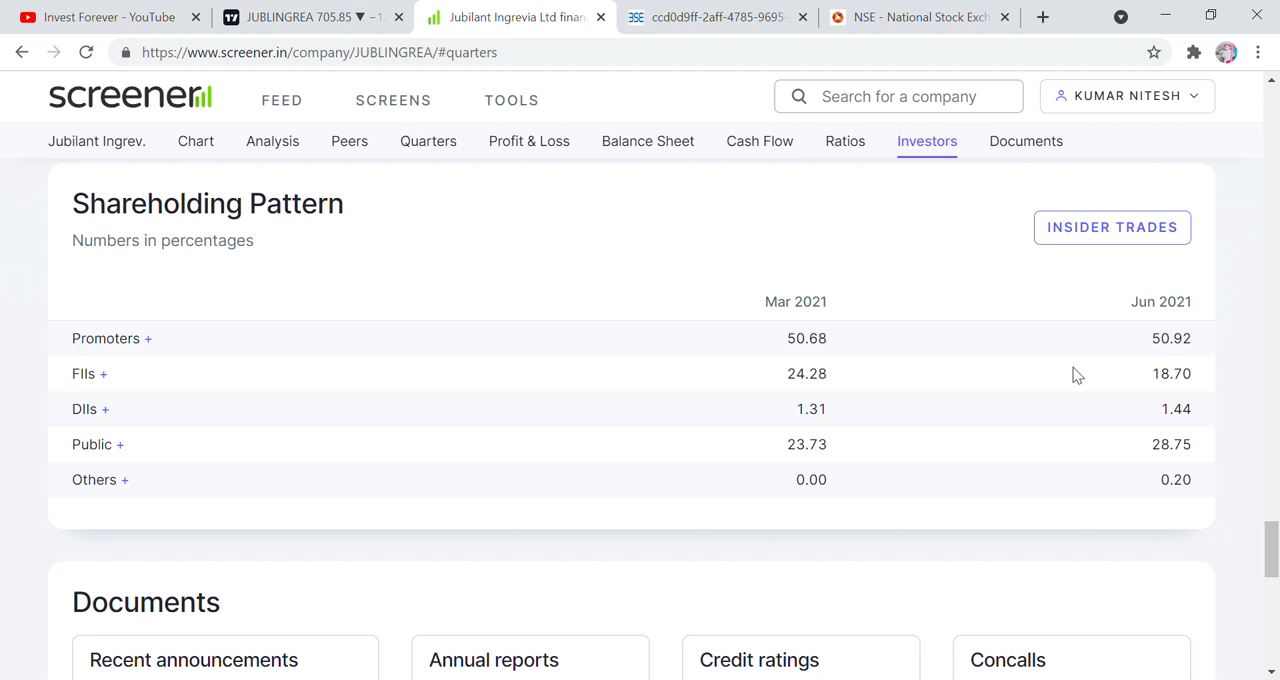 Invest Forever - YouTube
JUBLINGREA 705.85 ▼ −1
Jubilant Ingrevia Ltd finan
ccd0d9ff-2aff-4785-9695-
NSE - National Stock Exch
https://www.screener.in/company/JUBLINGREA/#quarters
screener
FEED SCREENS TOOLS
Search for a company
KUMAR NITESH
Jubilant Ingrev. Chart Analysis Peers Quarters Profit & Loss Balance Sheet Cash Flow Ratios Investors Documents
Shareholding Pattern
Numbers in percentages
INSIDER TRADES
Mar 2021 Jun 2021
Promoters + 50.68 50.92
FIIs + 24.28 18.70
DIIs + 1.31 1.44
Public + 23.73 28.75
Others + 0.00 0.20
Documents
Recent announcements Annual reports Credit ratings Concalls